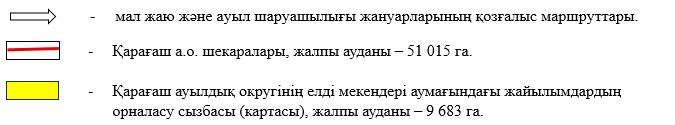 - мал жаю және ауыл шаруашылығы жануарларының қозғалыс маршруттары.
- Қарағаш а.о. шекаралары, жалпы ауданы – 51 015 га.
- Қарағаш ауылдық округінің елді мекендері аумағындағы жайылымдардың
орналасу сызбасы (картасы), жалпы ауданы – 9 683 га.